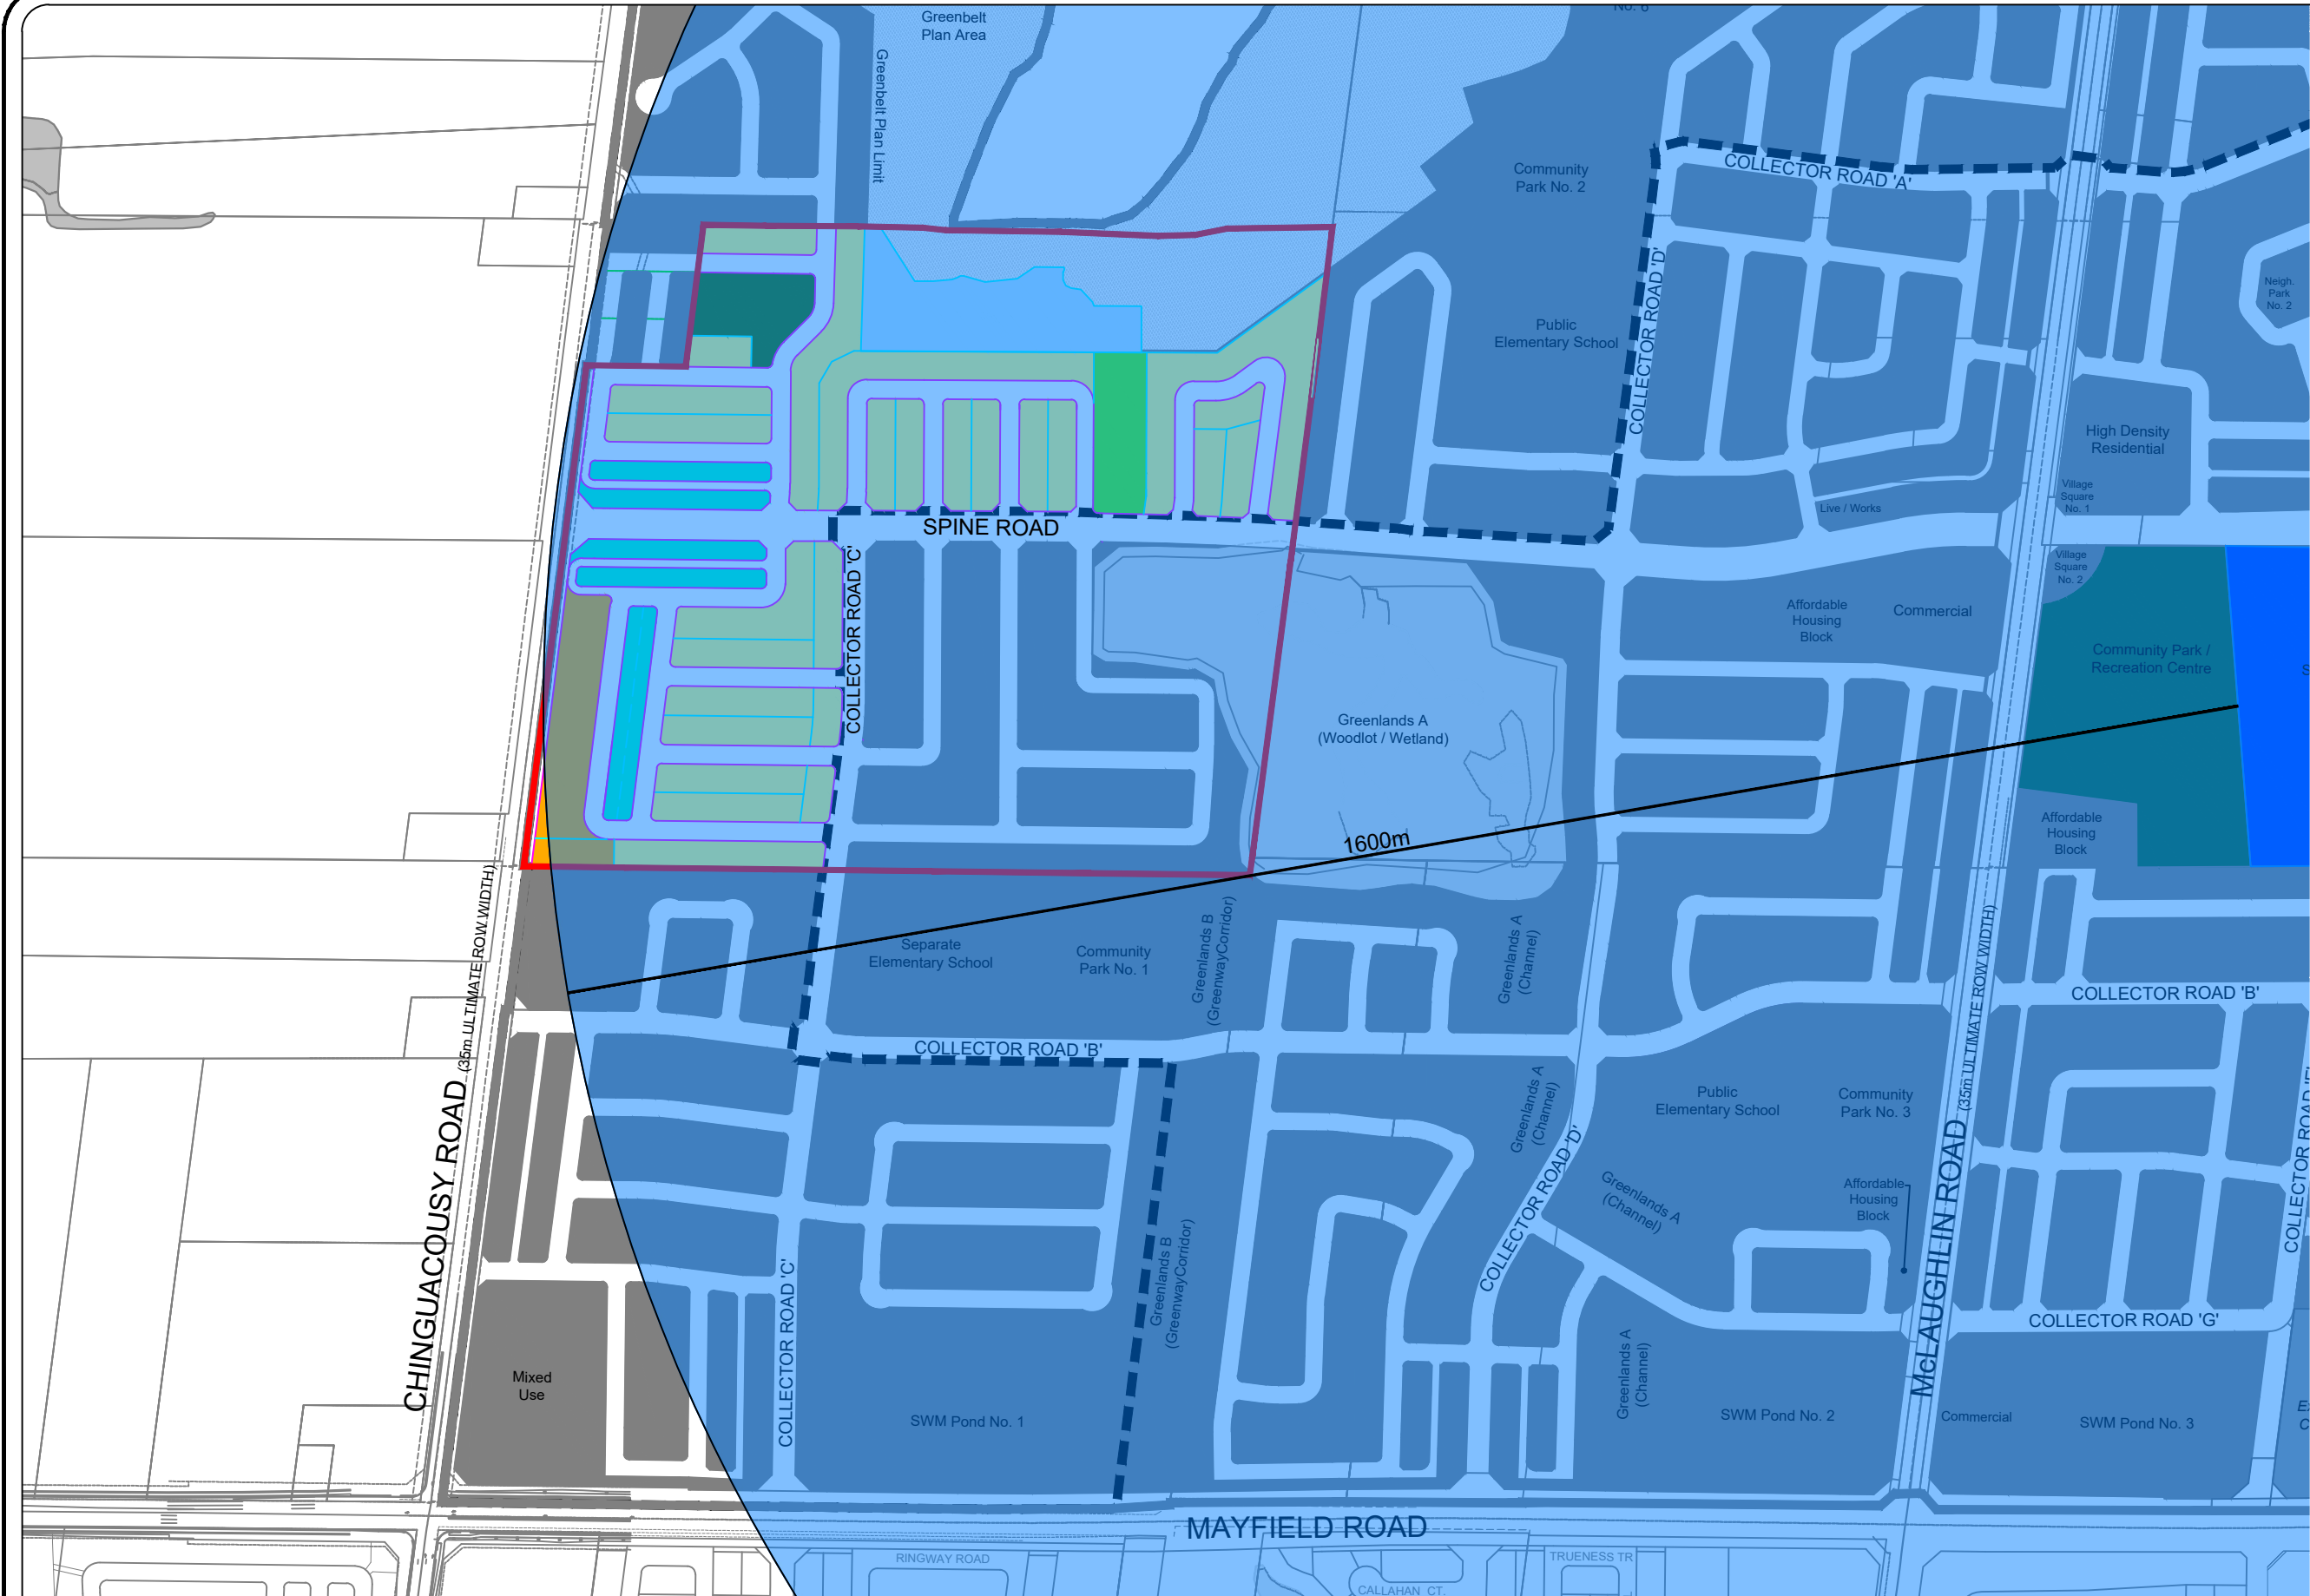 Greenbelt
Plan Area
No. 6
Greenbelt Plan Limit
Community
Park No. 2
COLLECTOR ROAD 'A'
COLLECTOR ROAD 'D'
Neigh.
Park
No. 2
Public
Elementary School
High Density
Residential
Village
Square
No. 1
Live / Works
SPINE ROAD
COLLECTOR ROAD 'C'
Village
Square
No. 2
Affordable
Housing
Block
Commercial
Community Park /
Recreation Centre
S
Greenlands A
(Woodlot / Wetland)
1600m
Affordable
Housing
Block
CHINGUACOUSY ROAD (35m ULTIMATE ROW WIDTH)
Separate
Elementary School
Community
Park No. 1
Greenlands B
(GreenwayCorridor)
Greenlands A
(Channel)
McLAUGHLIN ROAD (35m ULTIMATE ROW WIDTH)
COLLECTOR ROAD 'B'
COLLECTOR ROAD 'B'
Greenlands A
(Channel)
Public
Elementary School
Community
Park No. 3
COLLECTOR ROAD 'D'
Greenlands A
(Channel)
Affordable
Housing
Block
COLLECTOR ROAD
Greenlands B
(GreenwayCorridor)
COLLECTOR ROAD 'C'
COLLECTOR ROAD 'G'
Mixed
Use
Greenlands A
(Channel)
SWM Pond No. 1
SWM Pond No. 2
Commercial
SWM Pond No. 3
MAYFIELD ROAD
RINGWAY ROAD
TRUENESS TR
CALLAHAN CT.